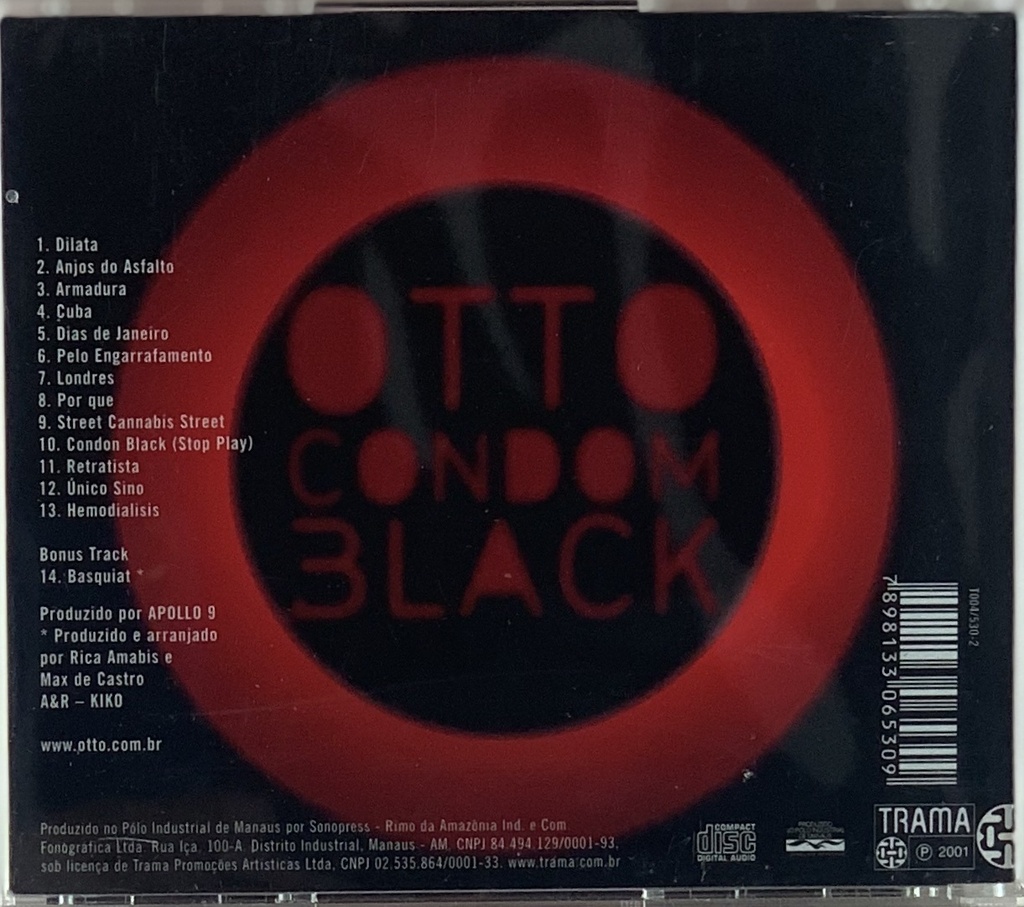 1. Dilata
2. Anjos do Asfalto
3. Armadura
4. Cuba
5. Dias de Janeiro
6. Pelo Engarrafamento
7. Londres
8. Por que
9. Street Cannabis Street
10. Condon Black (Stop Play)
11. Retratista
12. Único Sino
13. Hemodialisis
Bonus Track
14. Basquiat *
Produzido por APOLLO 9
* Produzido e arranjado
por Rica Amabis e
Max de Castro
A&R – KIKO
www.otto.com.br
OTTO
CONDOM
BLACK
Produzido no Pólo Industrial de Manaus por Sonopress - Rimo da Amazônia Ind. e Com.
Fonográfica Ltda. Rua Iça, 100-A. Distrito Industrial, Manaus - AM. CNPJ 84.494.129/0001-93,
sob licença de Trama Promoções Artísticas Ltda, CNPJ 02.535.864/0001-33. www.trama.com.br
COMPACT
disc
DIGITAL AUDIO
7 898133 065309
T004/530-2
TRAMA
℗ 2001